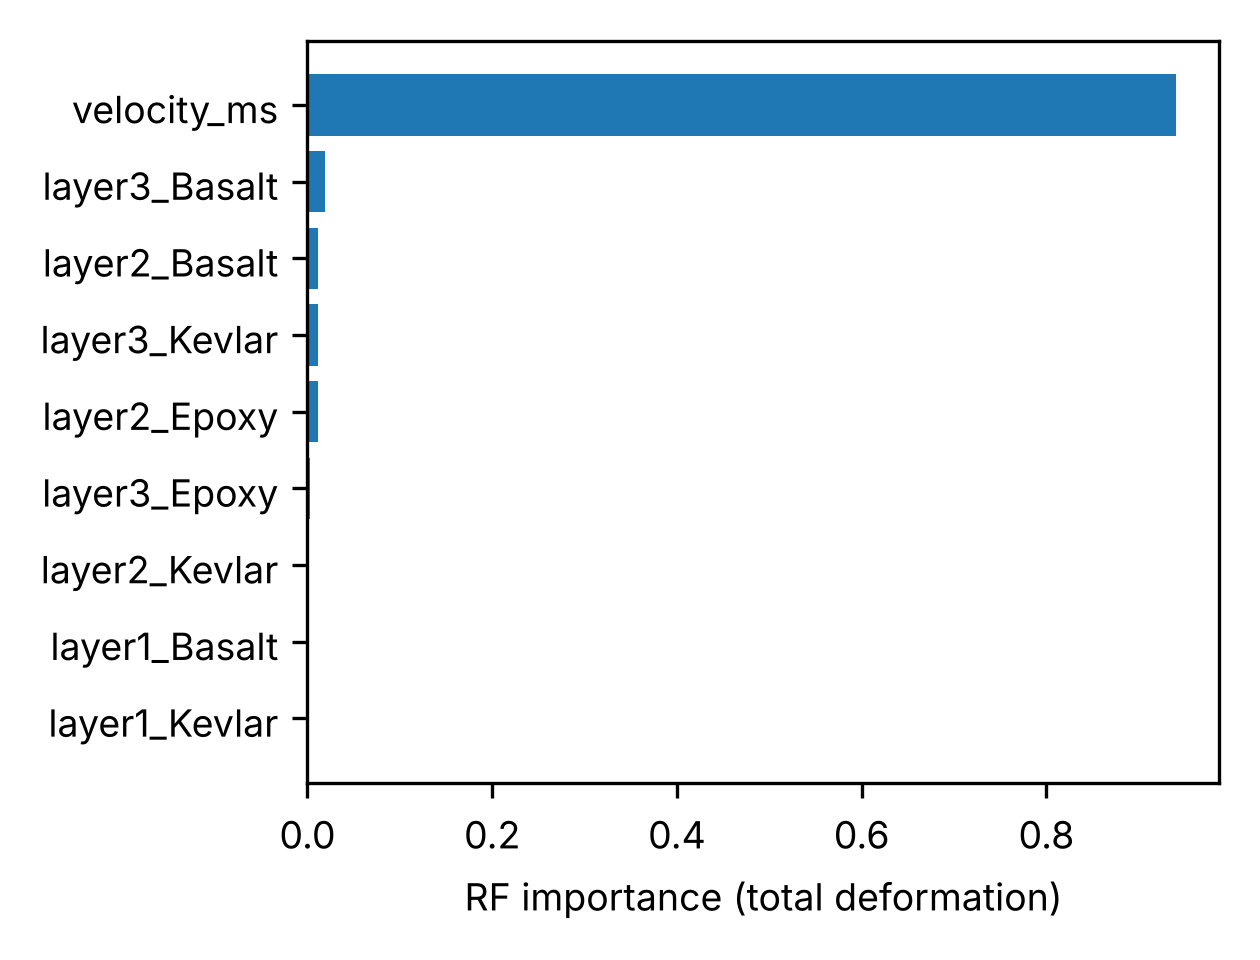 velocity_ms
layer3_Basalt
layer2_Basalt
layer3_Kevlar
layer2_Epoxy
layer3_Epoxy
layer2_Kevlar
layer1_Basalt
layer1_Kevlar
0.0 0.2 0.4 0.6 0.8
RF importance (total deformation)